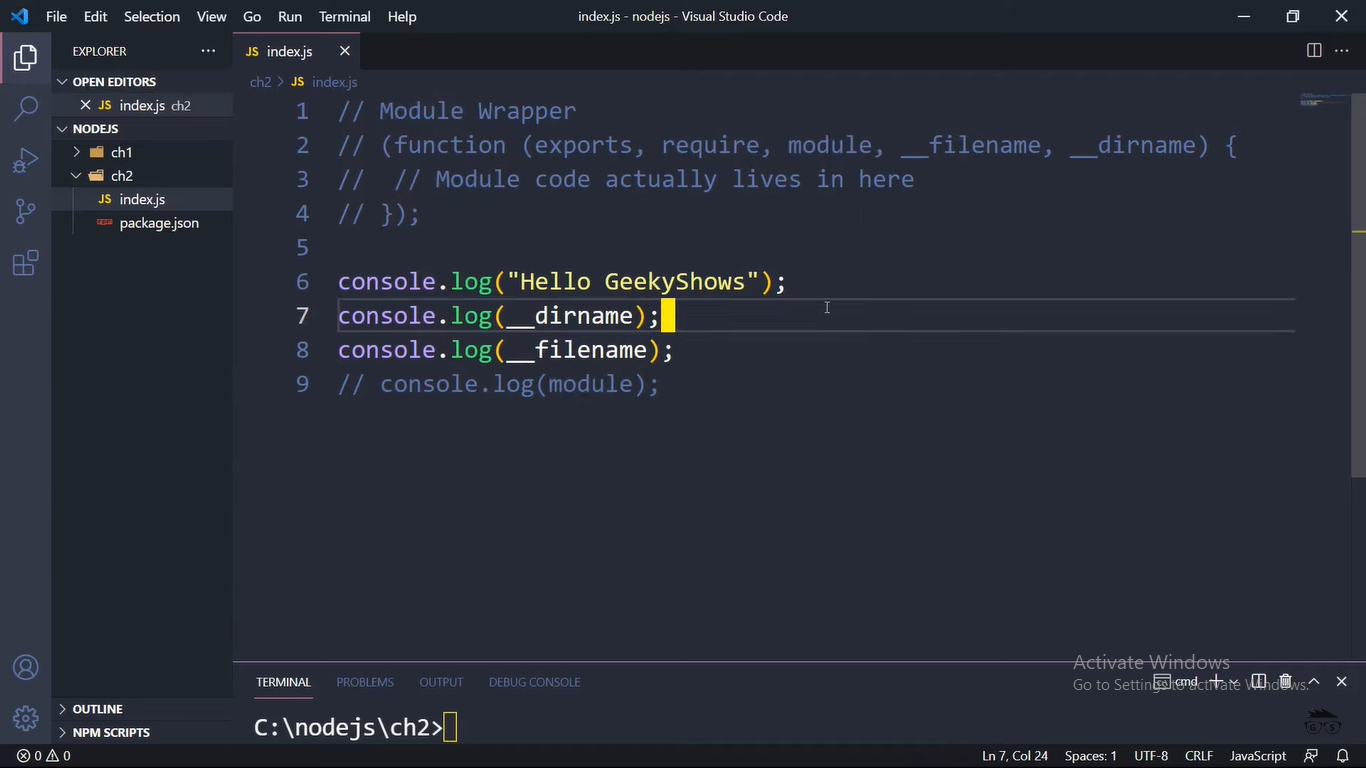 File Edit Selection View Go Run Terminal Help index.js - nodejs - Visual Studio Code
EXPLORER ··· JS index.js
OPEN EDITORS
JS index.js ch2
NODEJS
ch1
ch2
JS index.js
package.json
OUTLINE
NPM SCRIPTS
ch2 > JS index.js
1 // Module Wrapper
2 // (function (exports, require, module, __filename, __dirname) {
3 //  // Module code actually lives in here
4 // });
5
6 console.log("Hello GeekyShows");
7 console.log(__dirname);
8 console.log(__filename);
9 // console.log(module);
Activate Windows
Go to Settings to activate Windows.
TERMINAL PROBLEMS OUTPUT DEBUG CONSOLE cmd
C:\nodejs\ch2>
G S
0 0 Ln 7, Col 24 Spaces: 1 UTF-8 CRLF JavaScript